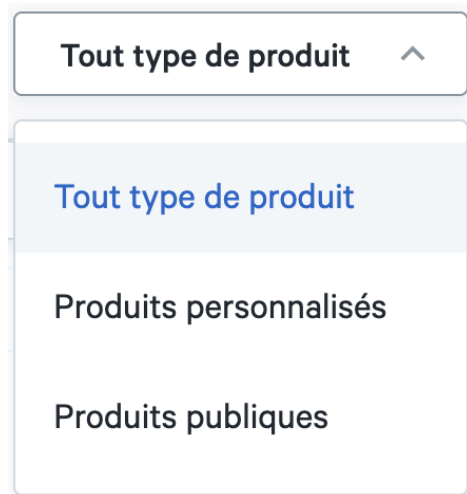 Tout type de produit
Tout type de produit
Produits personnalisés
Produits publiques